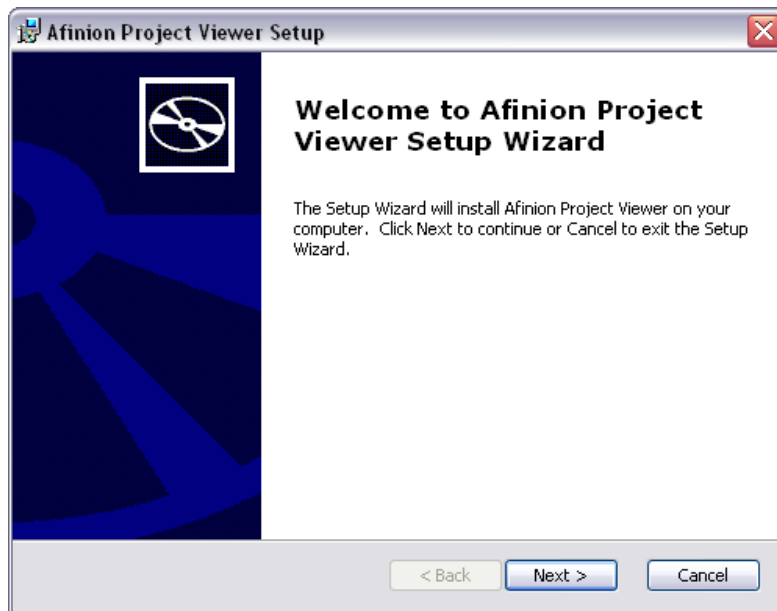 Afinion Project Viewer Setup
Welcome to Afinion Project
Viewer Setup Wizard
The Setup Wizard will install Afinion Project Viewer on your
computer.  Click Next to continue or Cancel to exit the Setup
Wizard.
< Back Next > Cancel